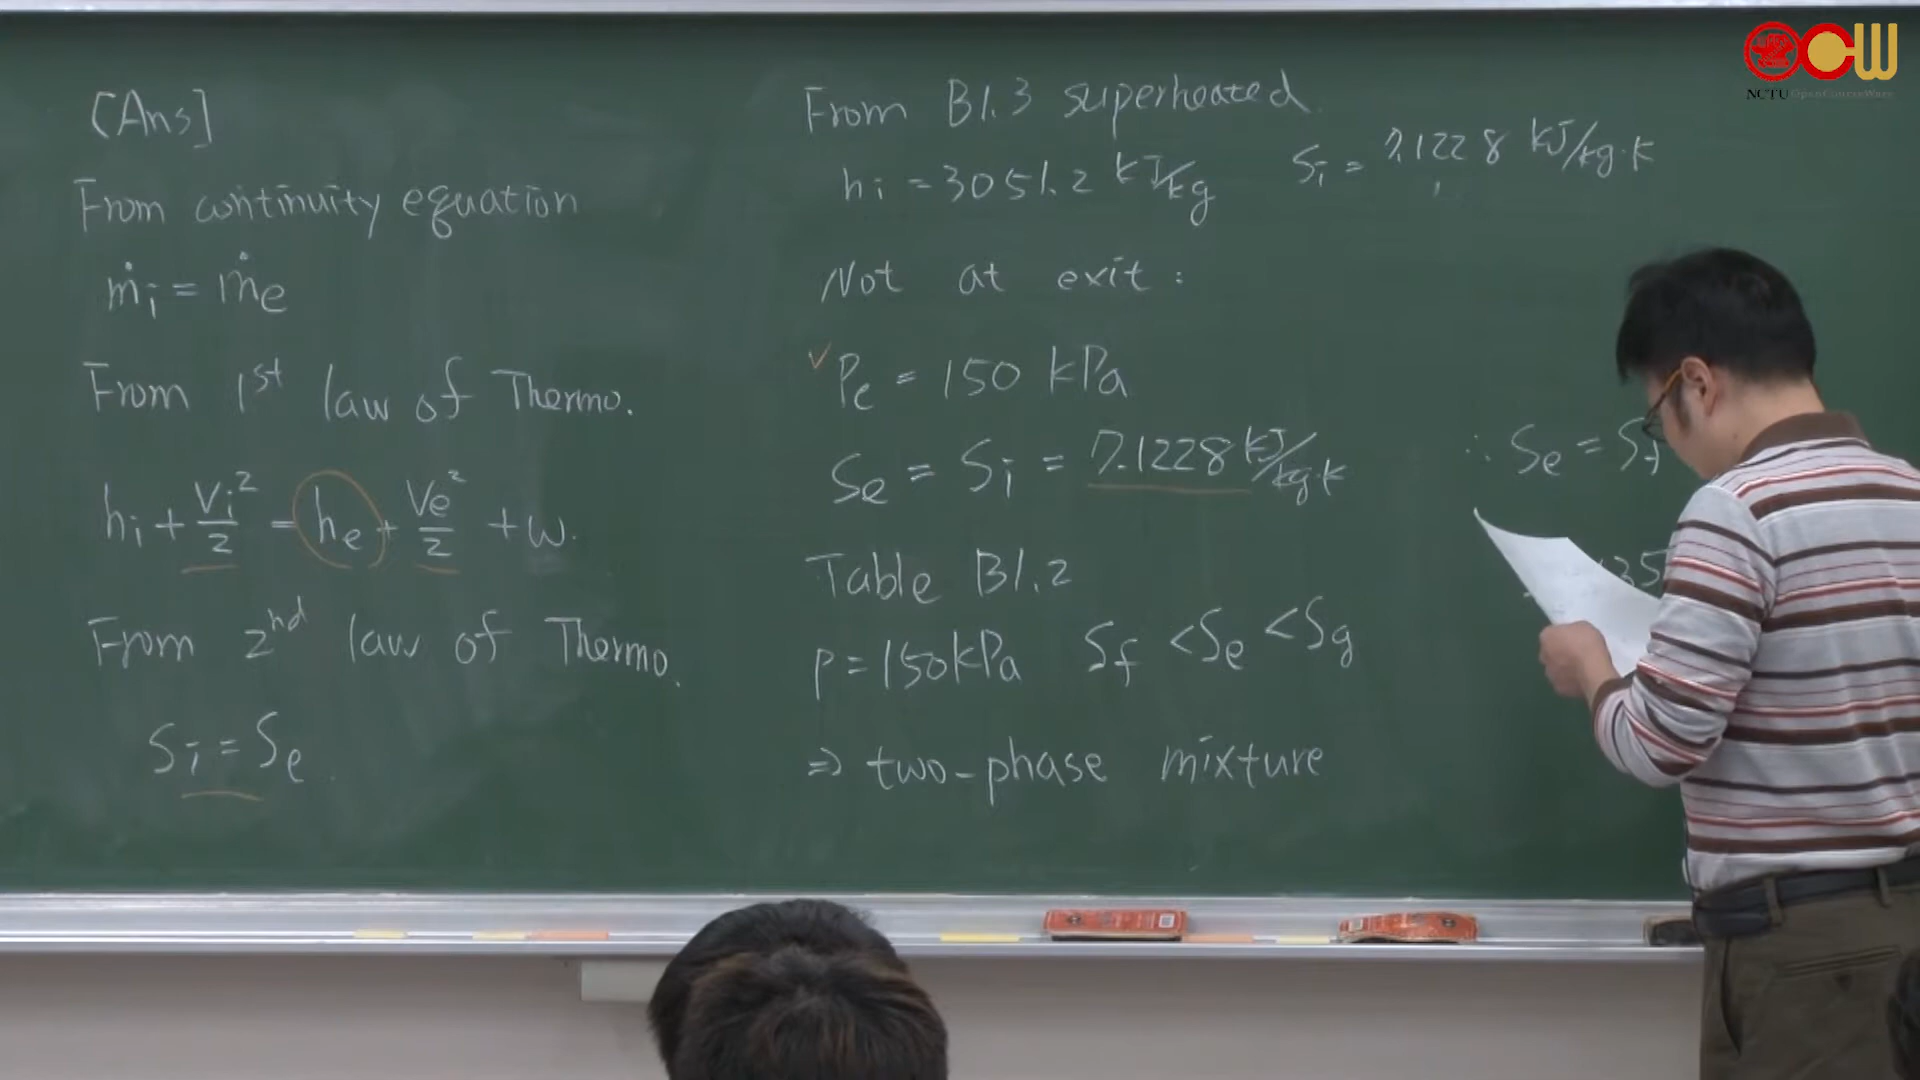 [Ans]
From continuity equation
ṁi = ṁe
From 1st law of Thermo.
hi + Vi²/2 = he + Ve²/2 + w.
From 2nd law of Thermo.
Si = Se
From B1.3 superheated
hi = 3051.2 kJ/kg Si = 7.1228 kJ/kg·K
Not at exit :
✓ Pe = 150 kPa
Se = Si = 7.1228 kJ/kg·K
Table B1.2
P = 150 kPa Sf < Se < Sg
⇒ two-phase mixture
∴ Se = Sf
35
NCTU OpenCourseWare